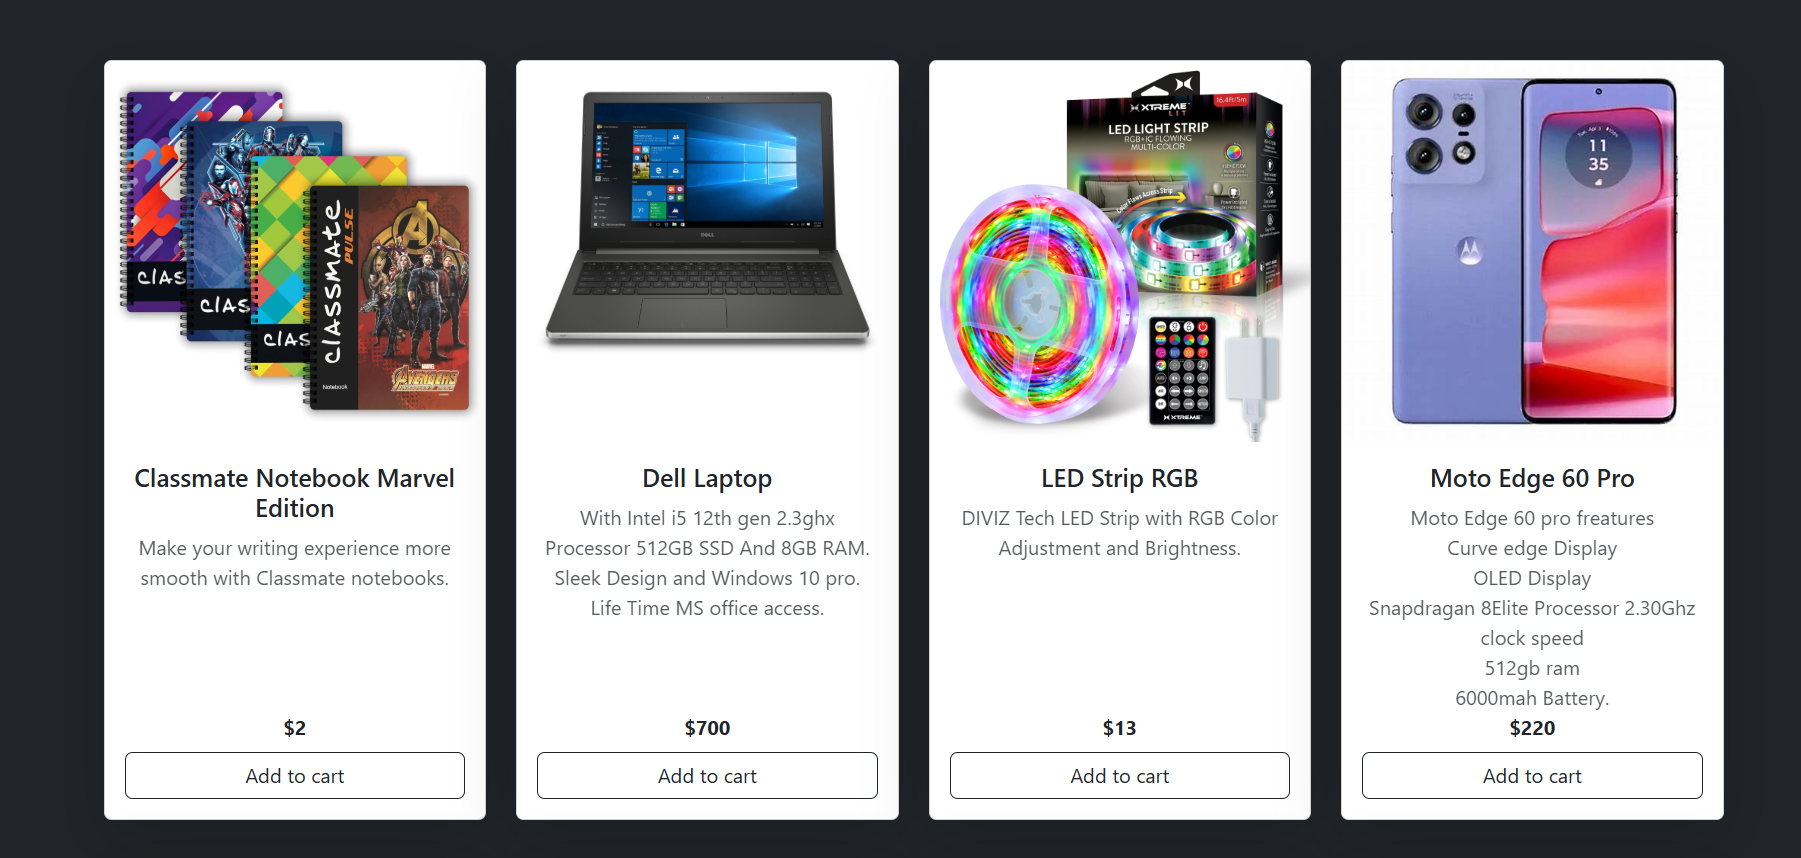 classmate
PULSE
Notebook
MARVEL
AVENGERS
clas
clas
clas
Classmate Notebook Marvel
Edition
Make your writing experience more
smooth with Classmate notebooks.
$2
Add to cart
DELL
Dell Laptop
With Intel i5 12th gen 2.3ghx
Processor 512GB SSD And 8GB RAM.
Sleek Design and Windows 10 pro.
Life Time MS office access.
$700
Add to cart
XTREME
LIT
16.4ft/5m
LED LIGHT STRIP
RGB+IC FLOWING
MULTI-COLOR
Color Flows Across Strip
XTREME
LED Strip RGB
DIVIZ Tech LED Strip with RGB Color
Adjustment and Brightness.
$13
Add to cart
11
35
Moto Edge 60 Pro
Moto Edge 60 pro freatures
Curve edge Display
OLED Display
Snapdragan 8Elite Processor 2.30Ghz
clock speed
512gb ram
6000mah Battery.
$220
Add to cart